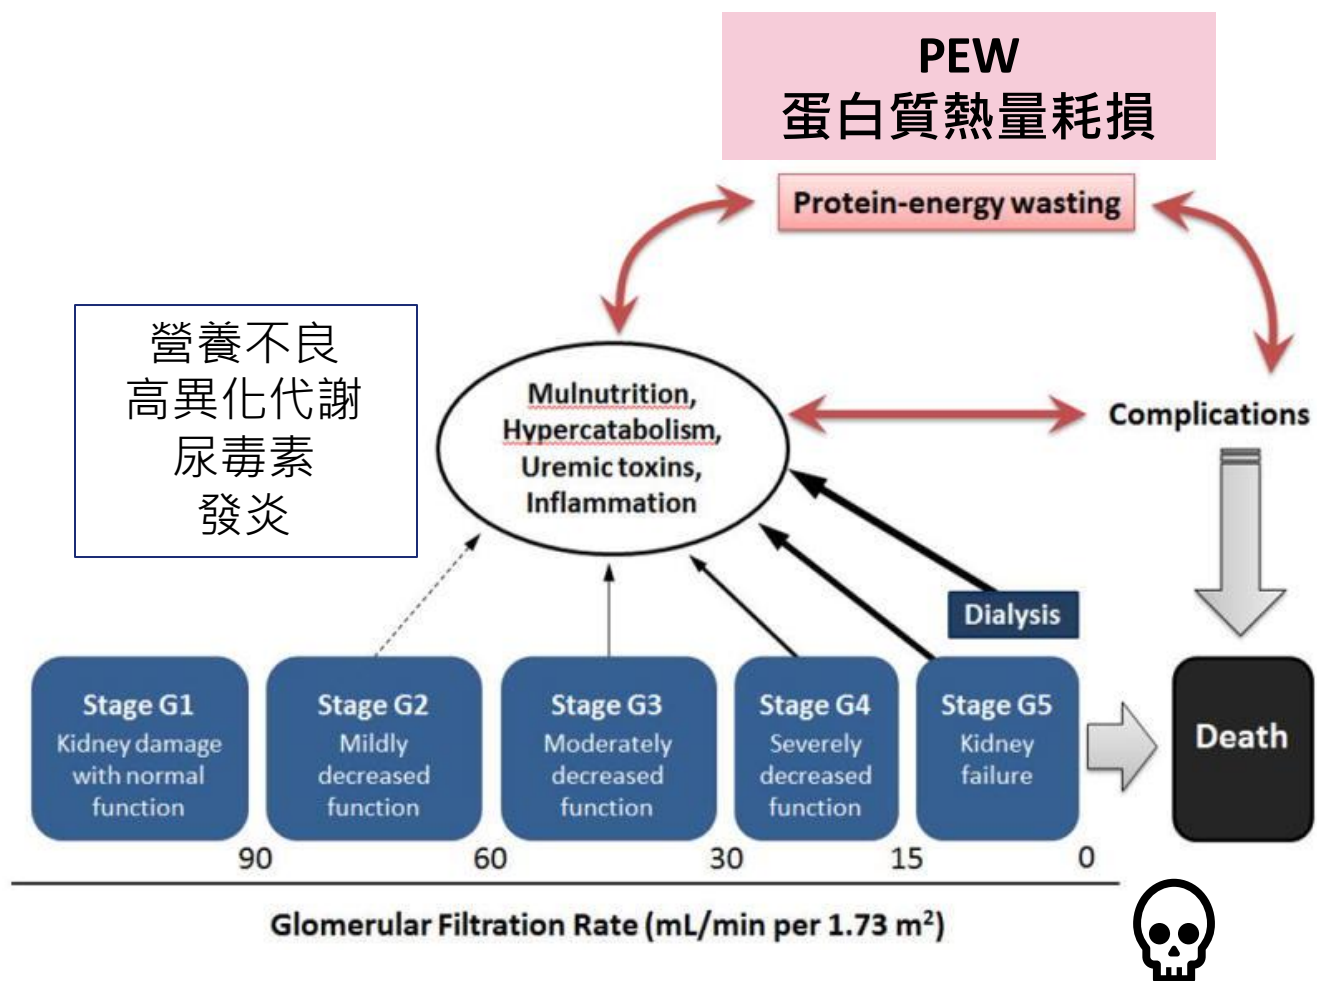 PEW
蛋白質熱量耗損
Protein-energy wasting
營養不良
高異化代謝
尿毒素
發炎
Mulnutrition,
Hypercatabolism,
Uremic toxins,
Inflammation
Complications
Dialysis
Stage G1
Kidney damage
with normal
function
Stage G2
Mildly
decreased
function
Stage G3
Moderately
decreased
function
Stage G4
Severely
decreased
function
Stage G5
Kidney
failure
Death
90 60 30 15 0
Glomerular Filtration Rate (mL/min per 1.73 m²)